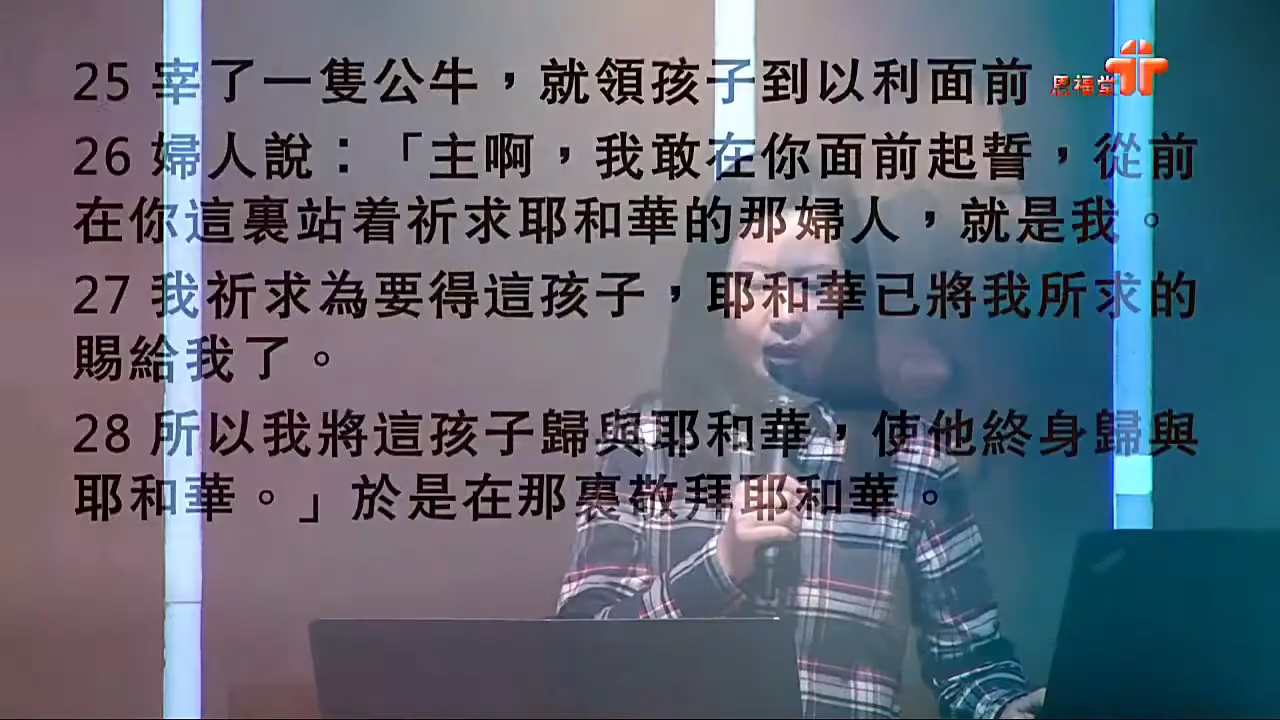 25 宰了一隻公牛，就領孩子到以利面前
恩福堂
26 婦人說：「主啊，我敢在你面前起誓，從前
在你這裏站着祈求耶和華的那婦人，就是我。
27 我祈求為要得這孩子，耶和華已將我所求的
賜給我了。
28 所以我將這孩子歸與耶和華，使他終身歸與
耶和華。」於是在那裏敬拜耶和華。